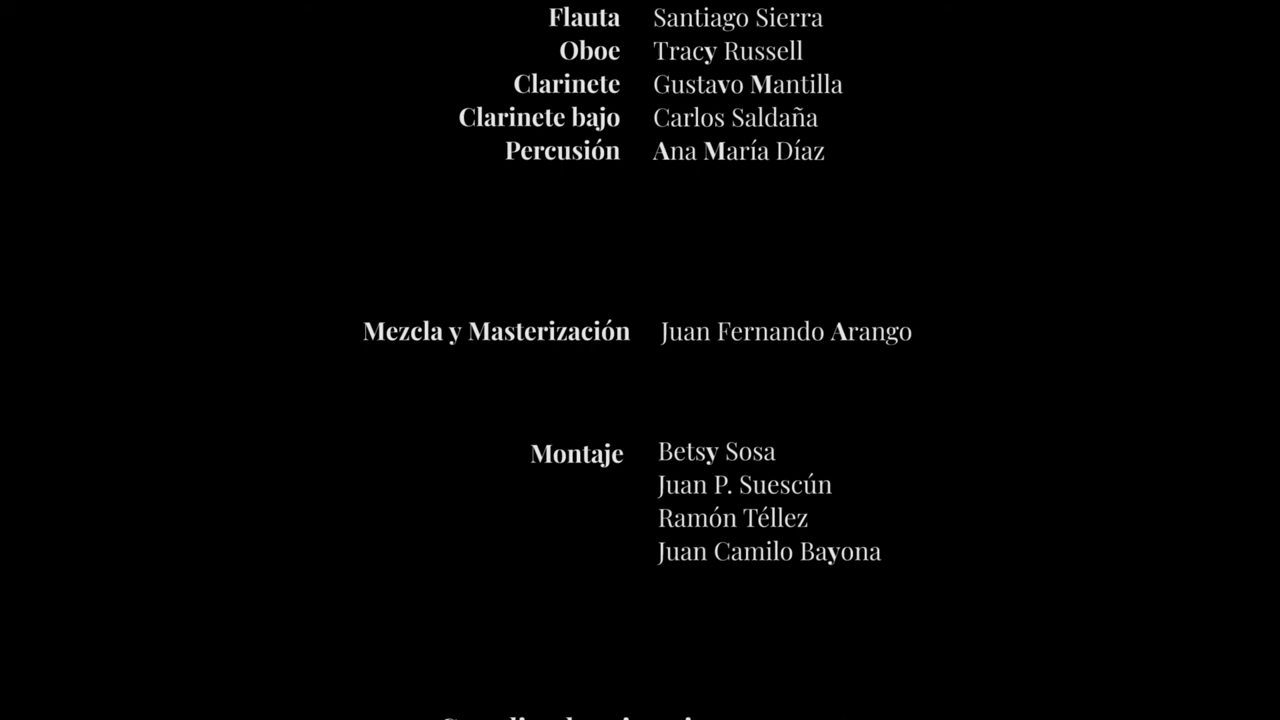 Flauta Santiago Sierra
Oboe Tracy Russell
Clarinete Gustavo Mantilla
Clarinete bajo Carlos Saldaña
Percusión Ana María Díaz
Mezcla y Masterización Juan Fernando Arango
Montaje Betsy Sosa
Juan P. Suescún
Ramón Téllez
Juan Camilo Bayona